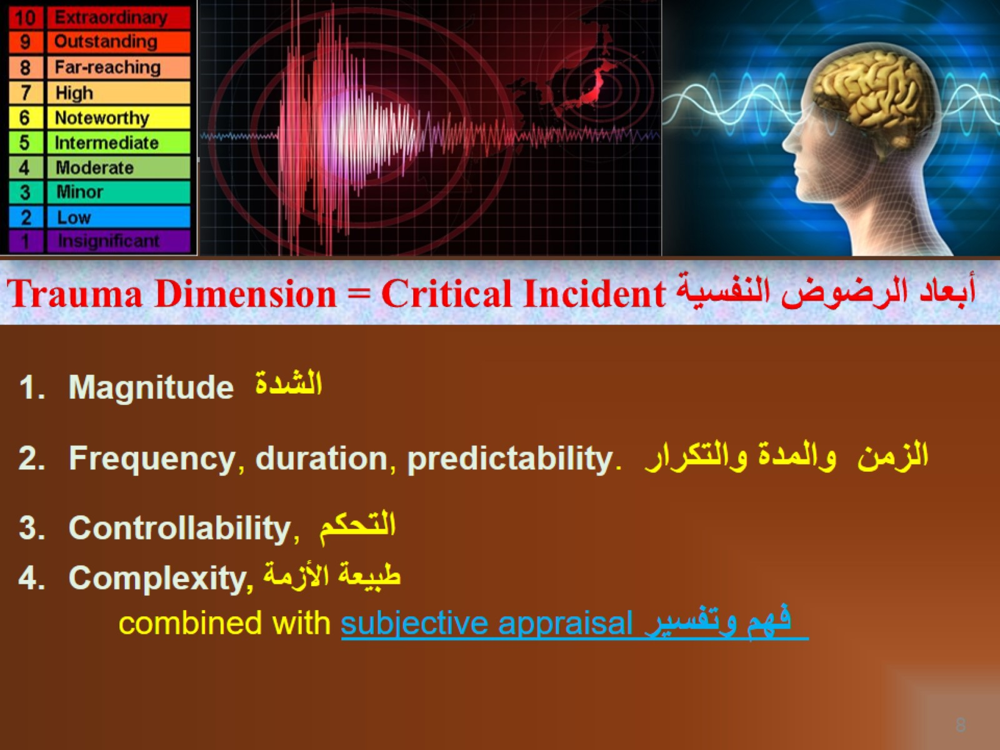 10 Extraordinary
9 Outstanding
8 Far-reaching
7 High
6 Noteworthy
5 Intermediate
4 Moderate
3 Minor
2 Low
1 Insignificant
Trauma Dimension = Critical Incident أبعاد الرضوض النفسية
1. Magnitude الشدة
2. Frequency, duration, predictability. الزمن والمدة والتكرار
3. Controllability, التحكم
4. Complexity, طبيعة الأزمة
combined with subjective appraisal فهم وتفسير
8